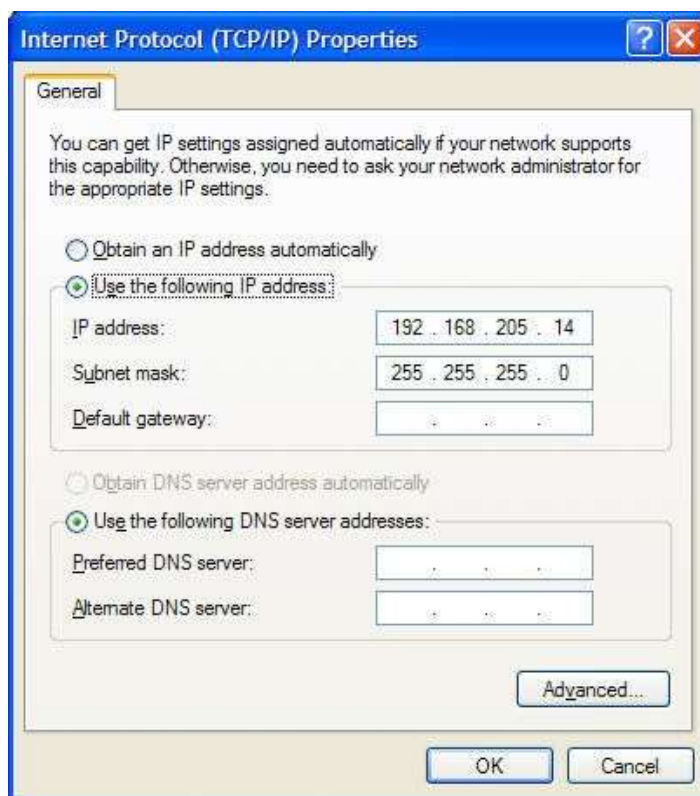 Internet Protocol (TCP/IP) Properties
General
You can get IP settings assigned automatically if your network supports
this capability. Otherwise, you need to ask your network administrator for
the appropriate IP settings.
Obtain an IP address automatically
Use the following IP address:
IP address: 192 . 168 . 205 . 14
Subnet mask: 255 . 255 . 255 . 0
Default gateway: . . .
Obtain DNS server address automatically
Use the following DNS server addresses:
Preferred DNS server: . . .
Alternate DNS server: . . .
Advanced...
OK Cancel